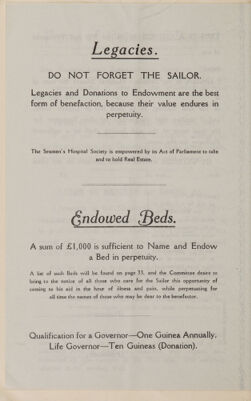 Legacies.
DO NOT FORGET THE SAILOR.
Legacies and Donations to Endowment are the best
form of benefaction, because their value endures in
perpetuity.
The Seamen's Hospital Society is empowered by its Act of Parliament to take
and to hold Real Estate.
Endowed Beds.
A sum of £1,000 is sufficient to Name and Endow
a Bed in perpetuity.
A list of such Beds will be found on page 33, and the Committee desire to
bring to the notice of all those who care for the Sailor this opportunity of
coming to his aid in the hour of illness and pain, while perpetuating for
all time the names of those who may be dear to the benefactor.
Qualification for a Governor—One Guinea Annually.
Life Governor—Ten Guineas (Donation).